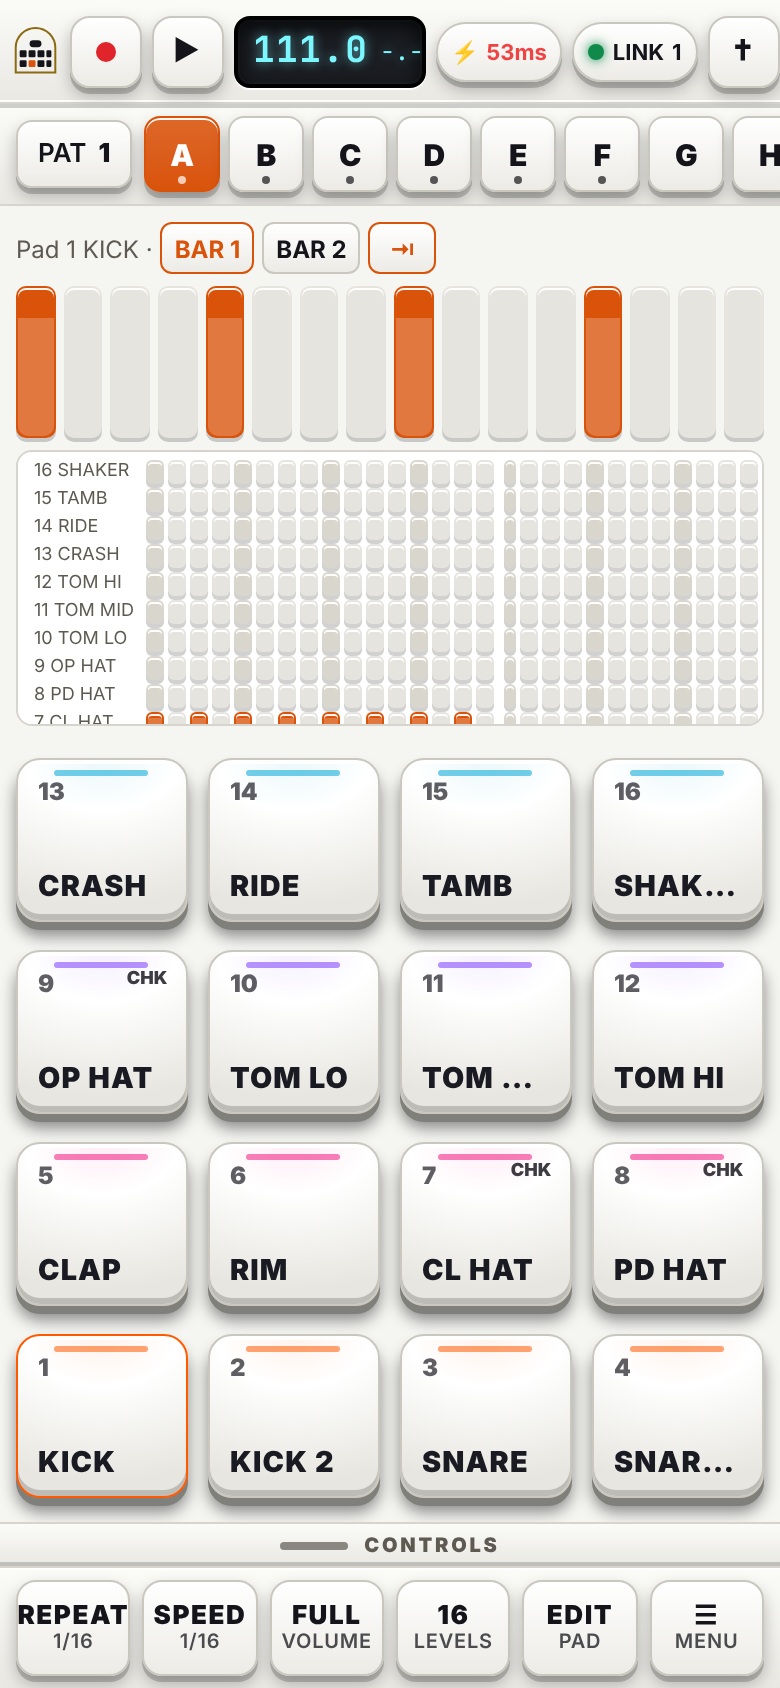 111.0 -.-
⚡ 53ms
LINK 1
✝
PAT 1
A
B
C
D
E
F
G
H
Pad 1 KICK ·
BAR 1
BAR 2
⇥
16 SHAKER
15 TAMB
14 RIDE
13 CRASH
12 TOM HI
11 TOM MID
10 TOM LO
9 OP HAT
8 PD HAT
7 CL HAT
13
CRASH
14
RIDE
15
TAMB
16
SHAK...
9
CHK
OP HAT
10
TOM LO
11
TOM ...
12
TOM HI
5
CLAP
6
RIM
7
CHK
CL HAT
8
CHK
PD HAT
1
KICK
2
KICK 2
3
SNARE
4
SNAR...
CONTROLS
REPEAT
1/16
SPEED
1/16
FULL
VOLUME
16
LEVELS
EDIT
PAD
☰
MENU